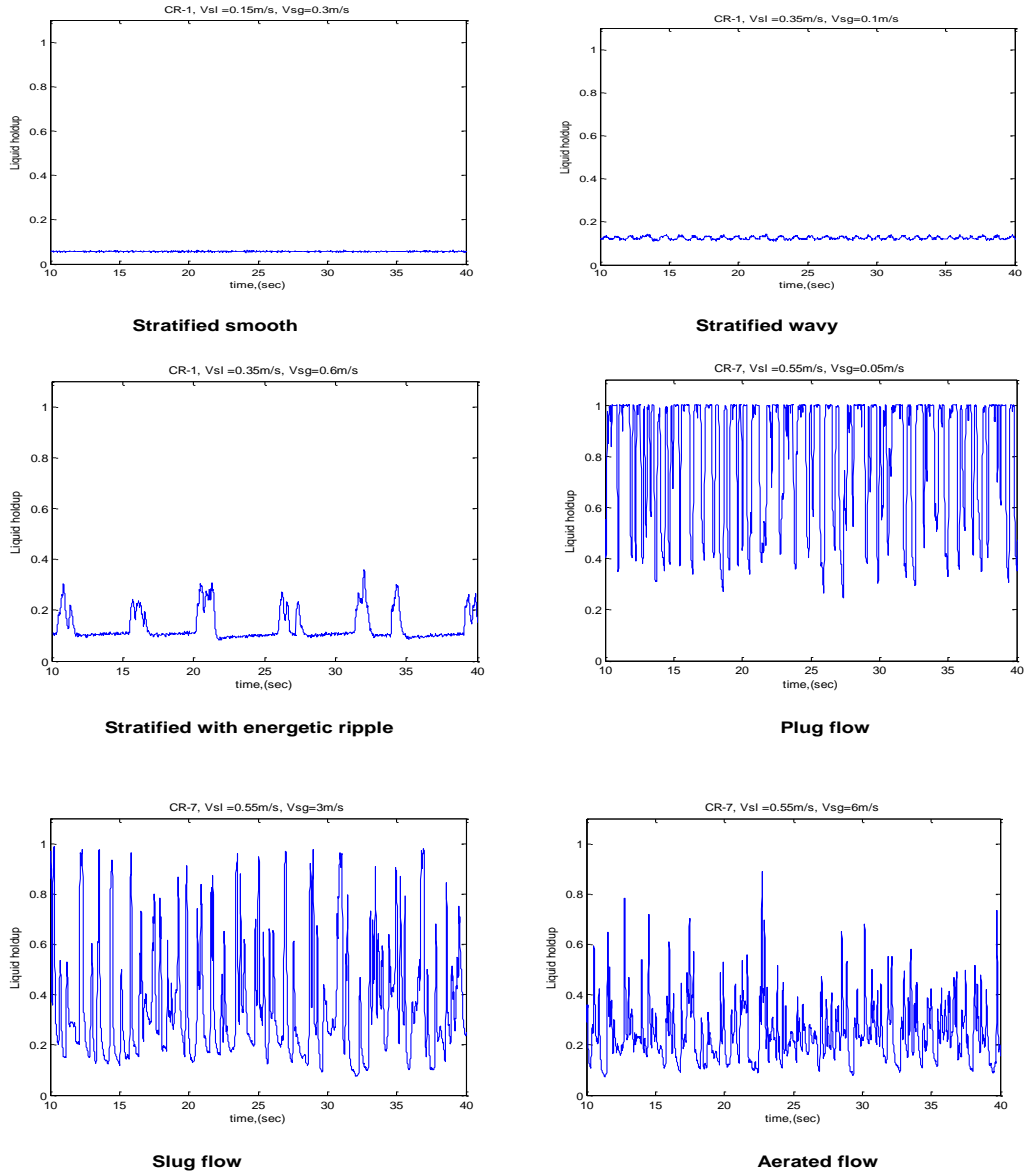 CR-1, Vsl =0.15m/s, Vsg=0.3m/s
1
0.8
0.6
0.4
0.2
0
Liquid holdup
10 15 20 25 30 35 40
time,(sec)
Stratified smooth
CR-1, Vsl =0.35m/s, Vsg=0.1m/s
1
0.8
0.6
0.4
0.2
0
Liquid holdup
10 15 20 25 30 35 40
time,(sec)
Stratified wavy
CR-1, Vsl =0.35m/s, Vsg=0.6m/s
1
0.8
0.6
0.4
0.2
0
Liquid holdup
10 15 20 25 30 35 40
time,(sec)
Stratified with energetic ripple
CR-7, Vsl =0.55m/s, Vsg=0.05m/s
1
0.8
0.6
0.4
0.2
0
Liquid holdup
10 15 20 25 30 35 40
time,(sec)
Plug flow
CR-7, Vsl =0.55m/s, Vsg=3m/s
1
0.8
0.6
0.4
0.2
0
Liquid holdup
10 15 20 25 30 35 40
time,(sec)
Slug flow
CR-7, Vsl =0.55m/s, Vsg=6m/s
1
0.8
0.6
0.4
0.2
0
Liquid holdup
10 15 20 25 30 35 40
time,(sec)
Aerated flow